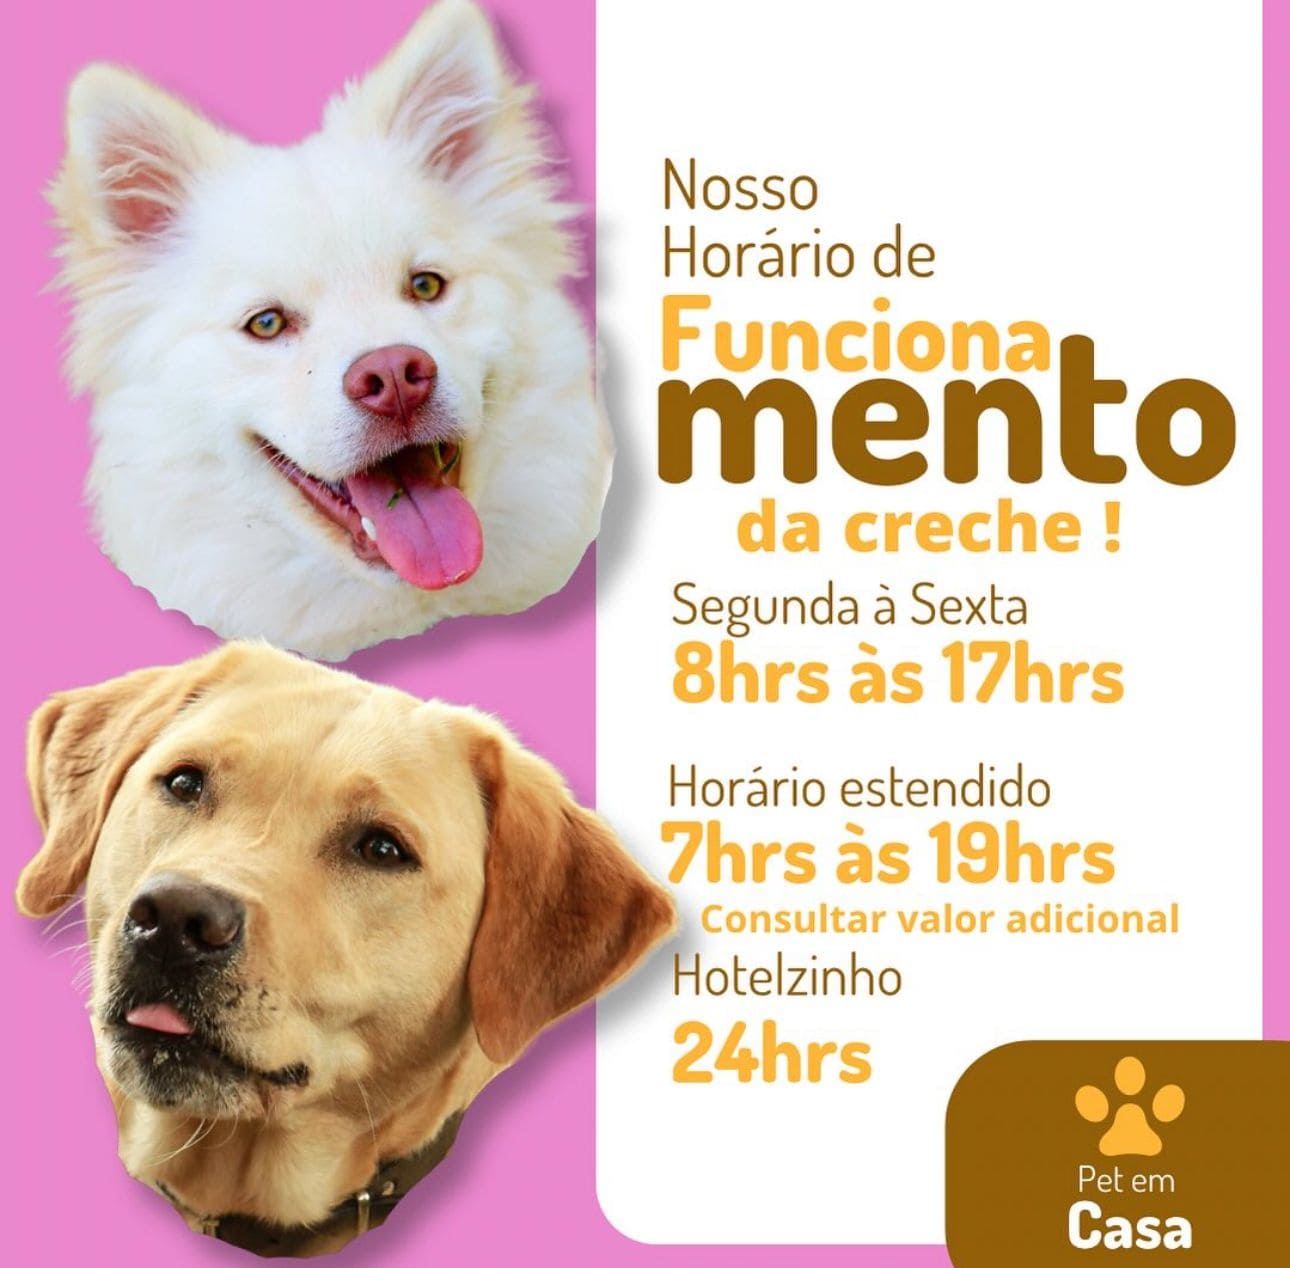 Nosso
Horário de
Funciona
mento
da creche !
Segunda à Sexta
8hrs às 17hrs
Horário estendido
7hrs às 19hrs
Consultar valor adicional
Hotelzinho
24hrs
Pet em
Casa